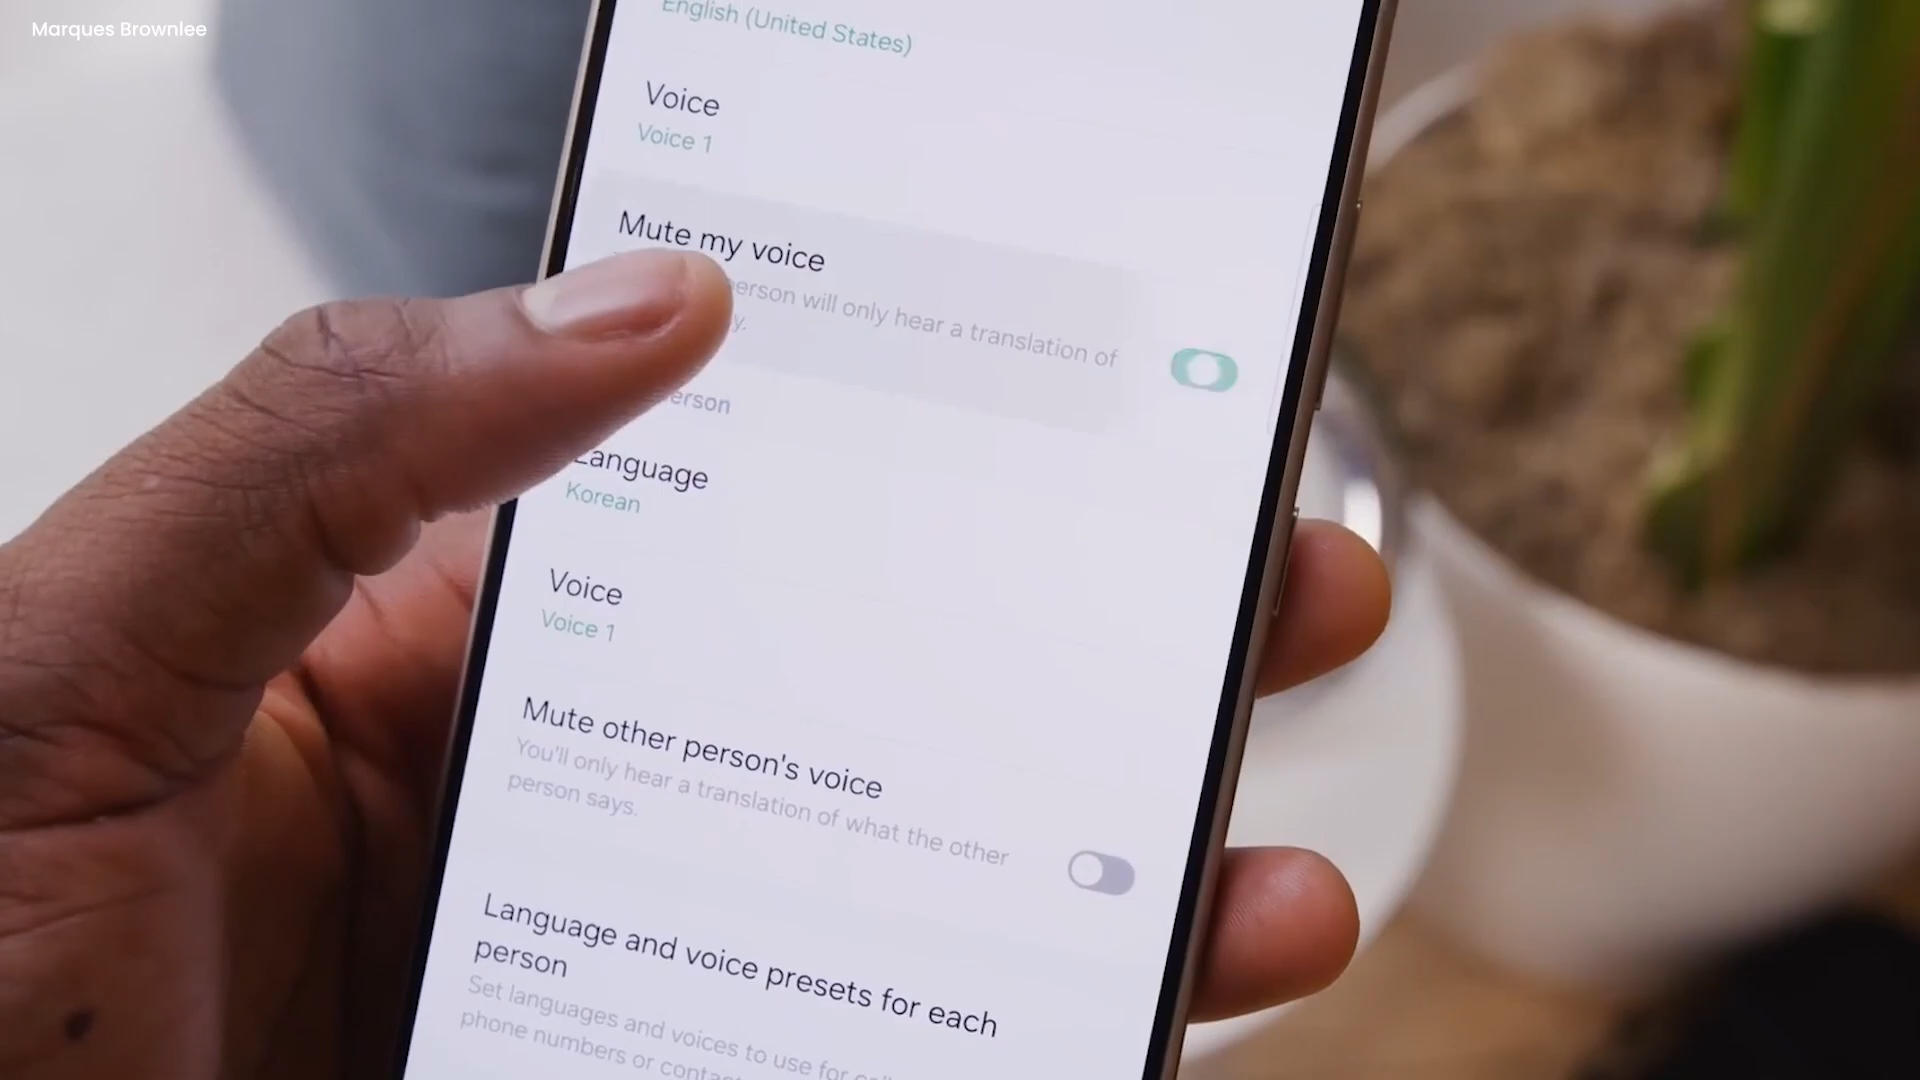 Marques Brownlee
English (United States)
Voice
Voice 1
Mute my voice
person will only hear a translation of
Language
Korean
Voice
Voice 1
Mute other person's voice
You'll only hear a translation of what the other
person says.
Language and voice presets for each
person
Set languages and voices to use for
phone numbers or